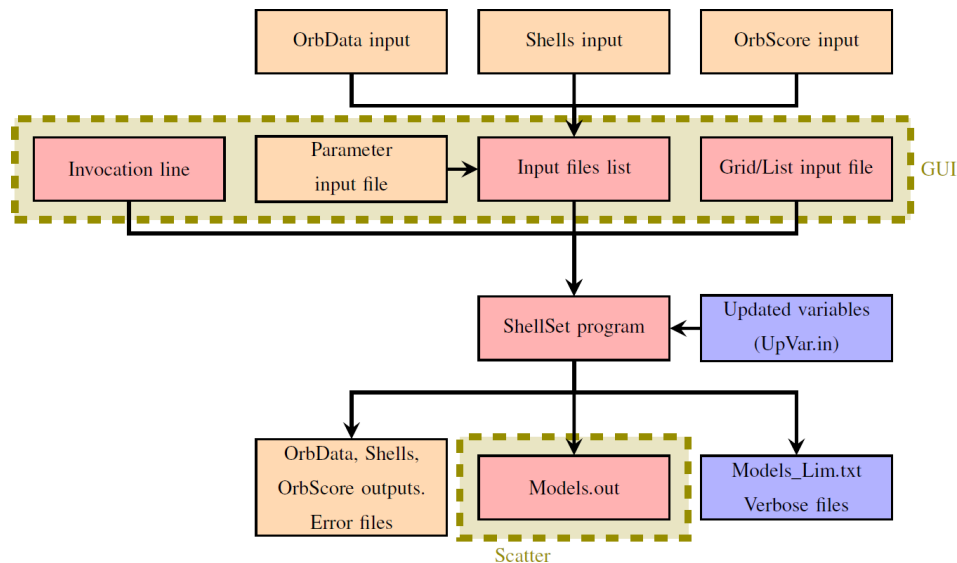 OrbData input
Shells input
OrbScore input
Invocation line
Parameter
input file
Input files list
Grid/List input file
GUI
ShellSet program
Updated variables
(UpVar.in)
OrbData, Shells,
OrbScore outputs.
Error files
Models.out
Models_Lim.txt
Verbose files
Scatter